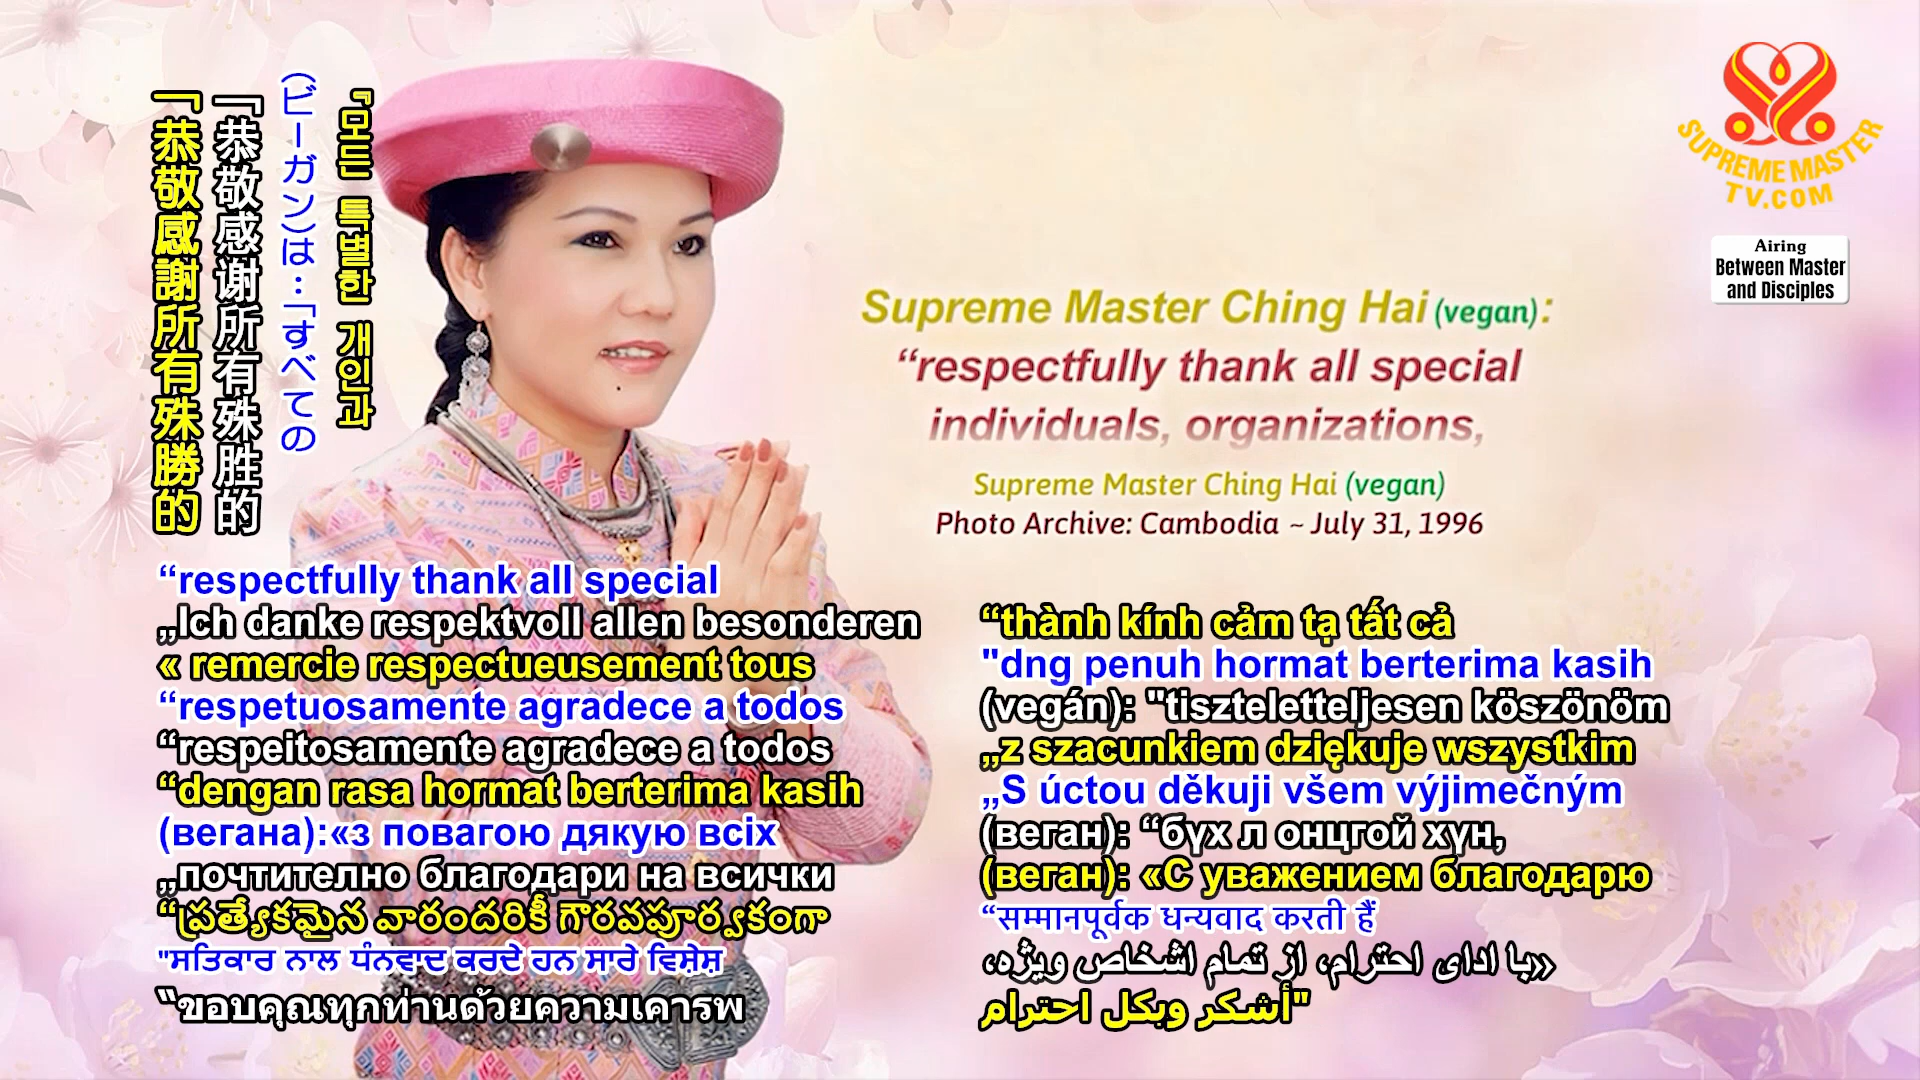 『모든 특별한 개인과
(ビーガン)は:「すべての
「恭敬感谢所有殊胜的
「恭敬感謝所有殊勝的
SUPREME MASTER
TV.COM
Airing
Between Master
and Disciples
Supreme Master Ching Hai (vegan):
“respectfully thank all special
individuals, organizations,
Supreme Master Ching Hai (vegan)
Photo Archive: Cambodia ~ July 31, 1996
“respectfully thank all special
„Ich danke respektvoll allen besonderen
« remercie respectueusement tous
“respetuosamente agradece a todos
“respeitosamente agradece a todos
“dengan rasa hormat berterima kasih
(вегана):«з повагою дякую всіх
„почтително благодари на всички
“ప్రత్యేకమైన వారందరికీ గౌరవపూర్వకంగా
"ਸਤਿਕਾਰ ਨਾਲ ਧੰਨਵਾਦ ਕਰਦੇ ਹਨ ਸਾਰੇ ਵਿਸ਼ੇਸ਼
“ขอบคุณทุกท่านด้วยความเคารพ
“thành kính cảm tạ tất cả
"dng penuh hormat berterima kasih
(vegán): "tiszteletteljesen köszönöm
„z szacunkiem dziękuje wszystkim
„S úctou děkuji všem výjimečným
(веган): “бүх л онцгой хүн,
(веган): «С уважением благодарю
“सम्मानपूर्वक धन्यवाद करती हैं
«با ادای احترام، از تمام اشخاص ویژه،
"أشكر وبكل احترام